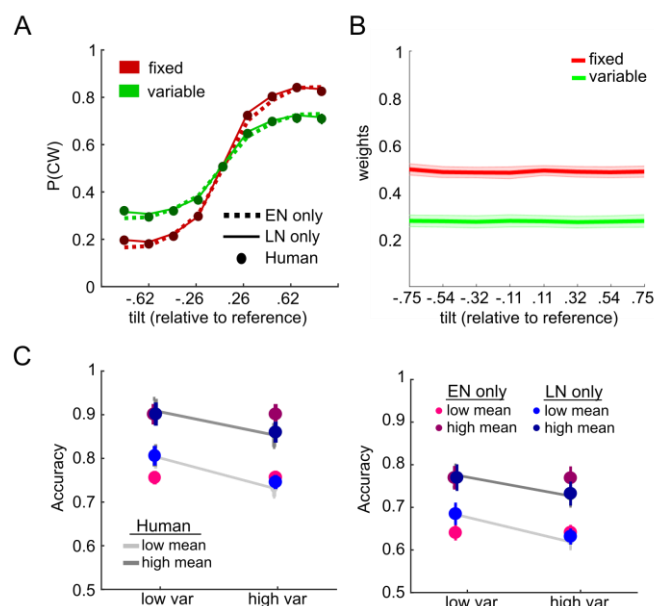 A
1
0.8
0.6
0.4
0.2
0
P(CW)
fixed
variable
EN only
LN only
Human
-.62
-.26
.26
.62
tilt (relative to reference)
B
1
0.8
0.6
0.4
0.2
weights
fixed
variable
-.75
-.54
-.32
-.11
.11
.32
.54
.75
tilt (relative to reference)
C
1
0.9
0.8
0.7
0.6
0.5
Accuracy
Human
low mean
high mean
low var
high var
1
0.9
0.8
0.7
0.6
0.5
Accuracy
EN only LN only
low mean low mean
high mean high mean
low var
high var